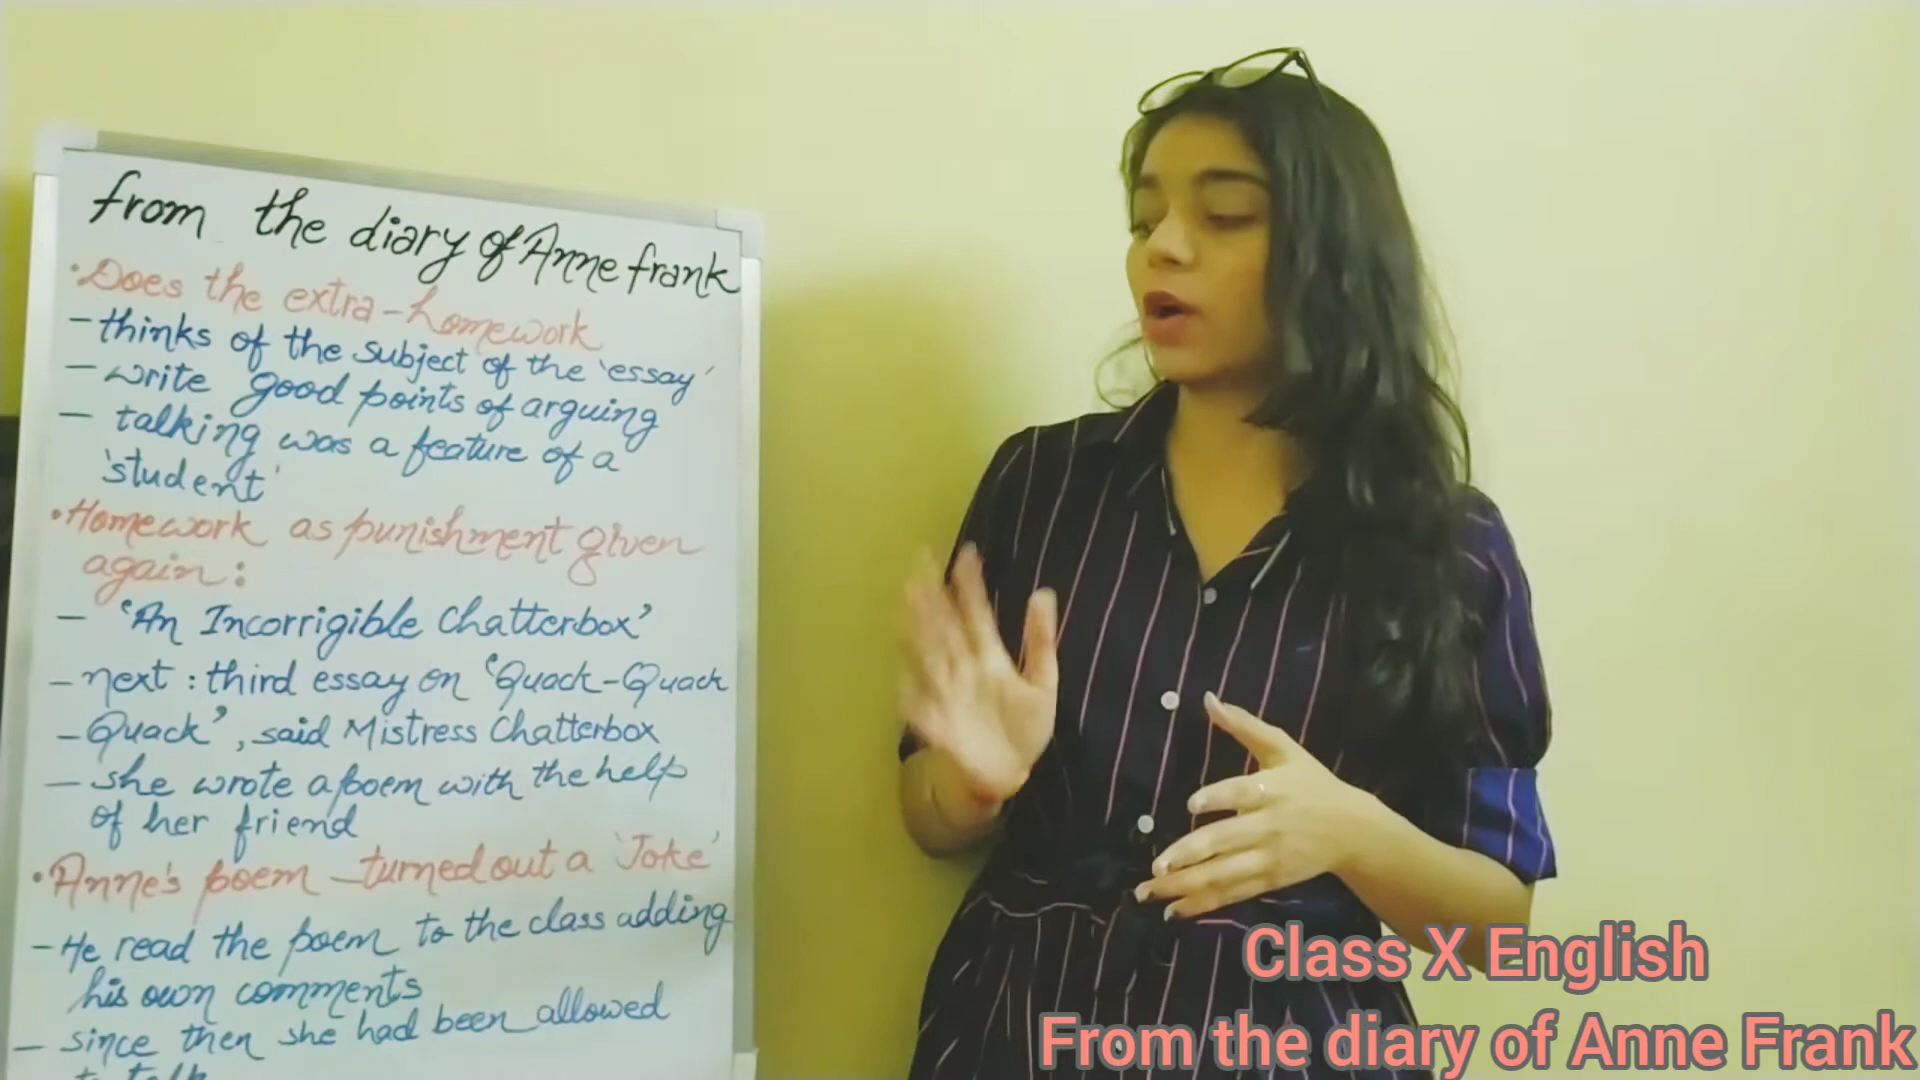 from the diary of Anne frank
• Does the extra-homework
- thinks of the subject of the 'essay'
- write good points of arguing
- talking was a feature of a
'student'
• Homework as punishment given
again:
- 'An Incorrigible Chatterbox'
- next: third essay on 'Quack-Quack
- Quack', said Mistress Chatterbox
- she wrote a poem with the help
of her friend
• Anne's poem - turned out a 'Joke'
- He read the poem to the class adding
his own comments
- since then she had been allowed
to talk
Class X English
From the diary of Anne Frank